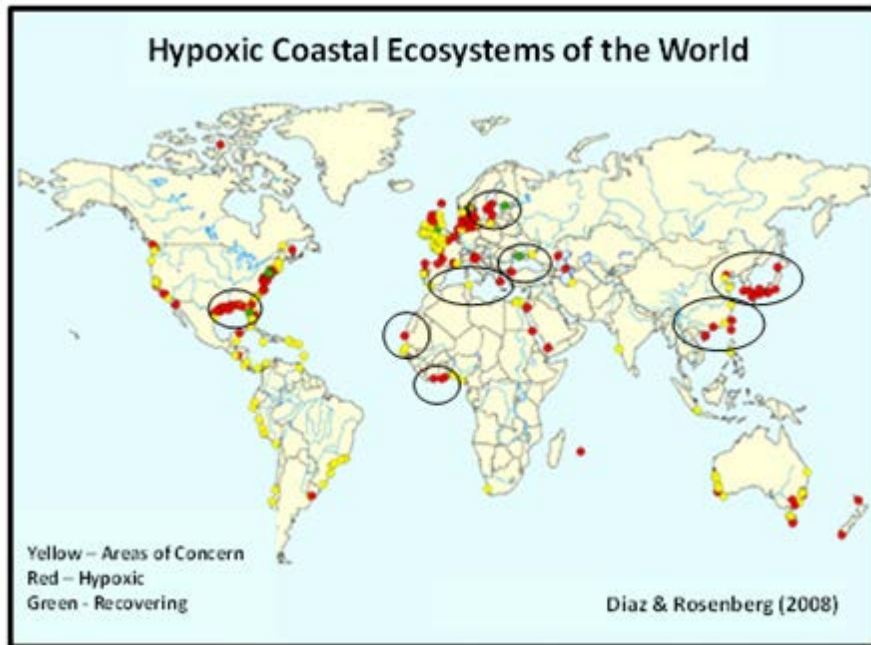 Hypoxic Coastal Ecosystems of the World
Yellow – Areas of Concern
Red – Hypoxic
Green - Recovering
Diaz & Rosenberg (2008)